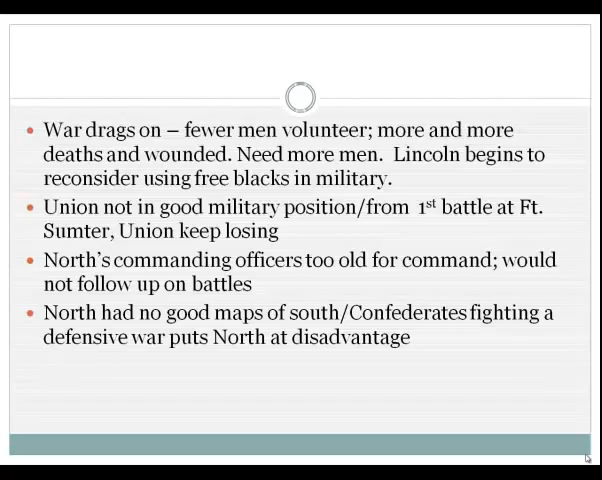 War drags on – fewer men volunteer; more and more
deaths and wounded. Need more men. Lincoln begins to
reconsider using free blacks in military.
Union not in good military position/from 1st battle at Ft.
Sumter, Union keep losing
North's commanding officers too old for command; would
not follow up on battles
North had no good maps of south/Confederates fighting a
defensive war puts North at disadvantage